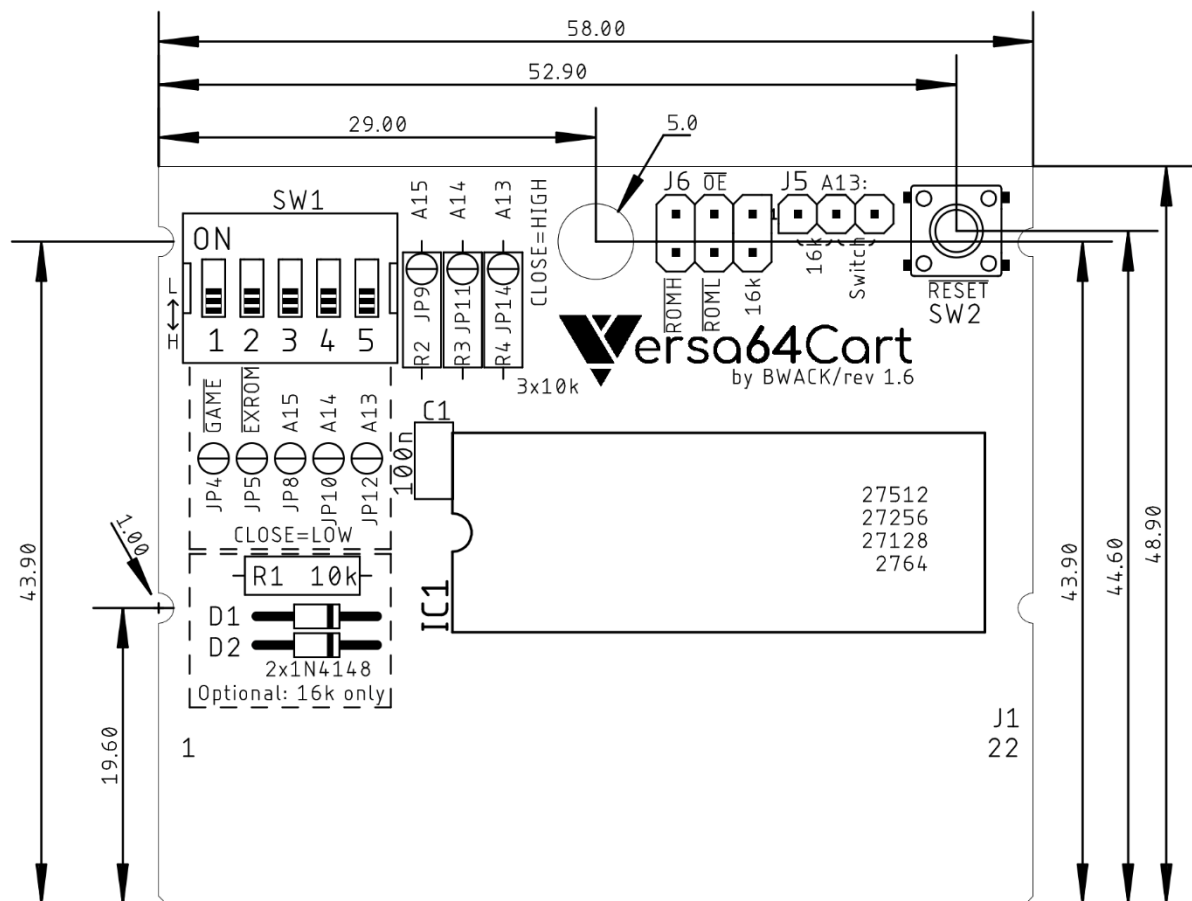 58.00
52.90
29.00
5.0
SW1
ON
L
H
1 2 3 4 5
A15
A14
A13
CLOSE=HIGH
JP9
JP11
JP14
R2
R3
R4
3x10k
J6 OE
J5 A13:
ROMH
ROML
16k
16k
Switch
1
RESET
SW2
Versa64Cart
by BWACK/rev 1.6
GAME
EXROM
A15
A14
A13
JP4
JP5
JP8
JP10
JP12
CLOSE=LOW
C1
100n
27512
27256
27128
2764
IC1
R1 10k
D1
D2
2x1N4148
Optional: 16k only
1
J1
22
43.90
1.00
19.60
43.90
44.60
48.90